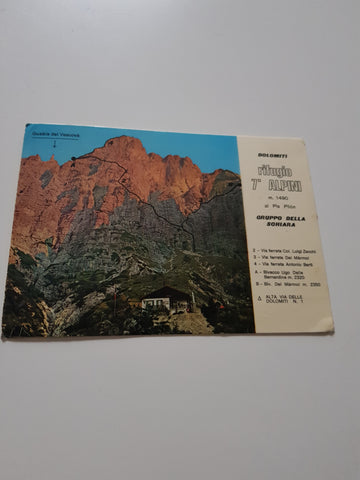 Gusela del Vescovà
DOLOMITI
rifugio
7° ALPINI
m. 1490
al Pis Pilón
GRUPPO DELLA
SCHIARA
2 - Via ferrata Col. Luigi Zacchi
3 - Via ferrata Del Màrmol
4 - Via ferrata Antonio Berti
A - Bivacco Ugo Dalla
Bernardina m. 2320
B - Biv. Del Màrmol m. 2350
△ ALTA VIA DELLE
DOLOMITI N. 1